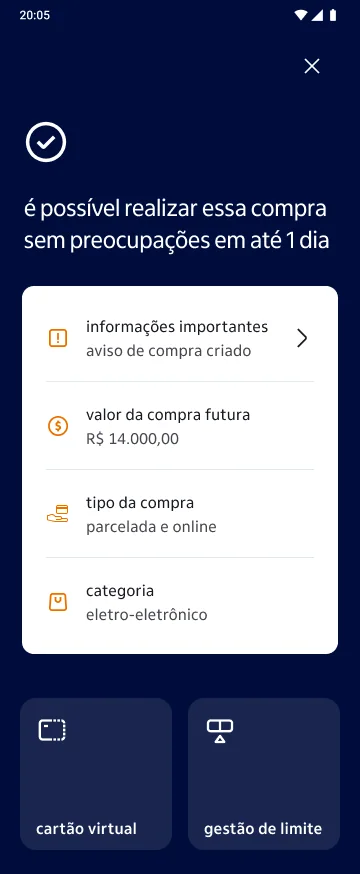 20:05
é possível realizar essa compra
sem preocupações em até 1 dia
informações importantes
aviso de compra criado
valor da compra futura
R$ 14.000,00
tipo da compra
parcelada e online
categoria
eletro-eletrônico
cartão virtual
gestão de limite